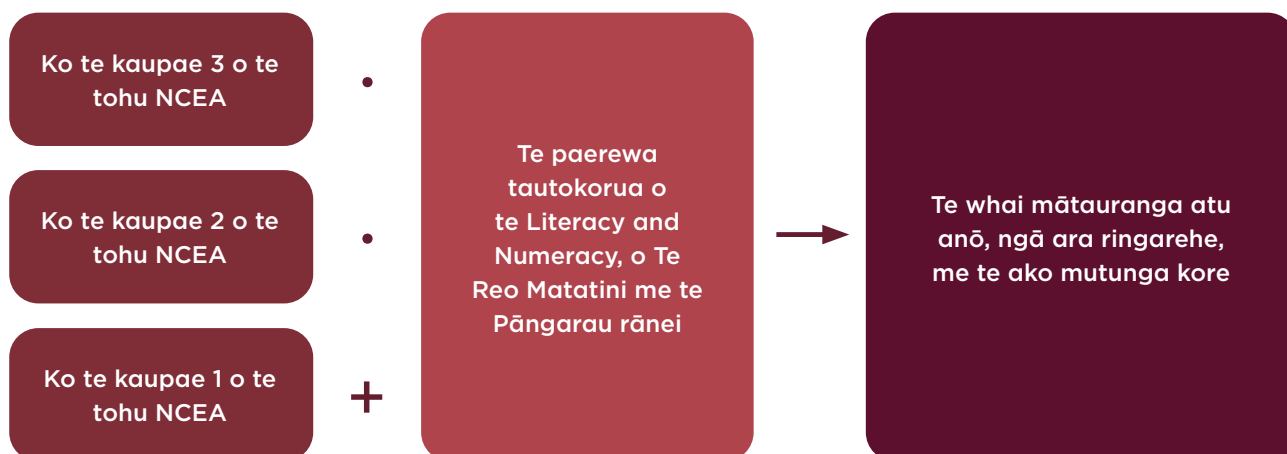 Ko te kaupae 3 o te
tohu NCEA
Ko te kaupae 2 o te
tohu NCEA
Ko te kaupae 1 o te
tohu NCEA
+
Te paerewa
tautokorua o
te Literacy and
Numeracy, o Te
Reo Matatini me te
Pāngarau rānei
Te whai mātauranga atu
anō, ngā ara ringarehe,
me te ako mutunga kore